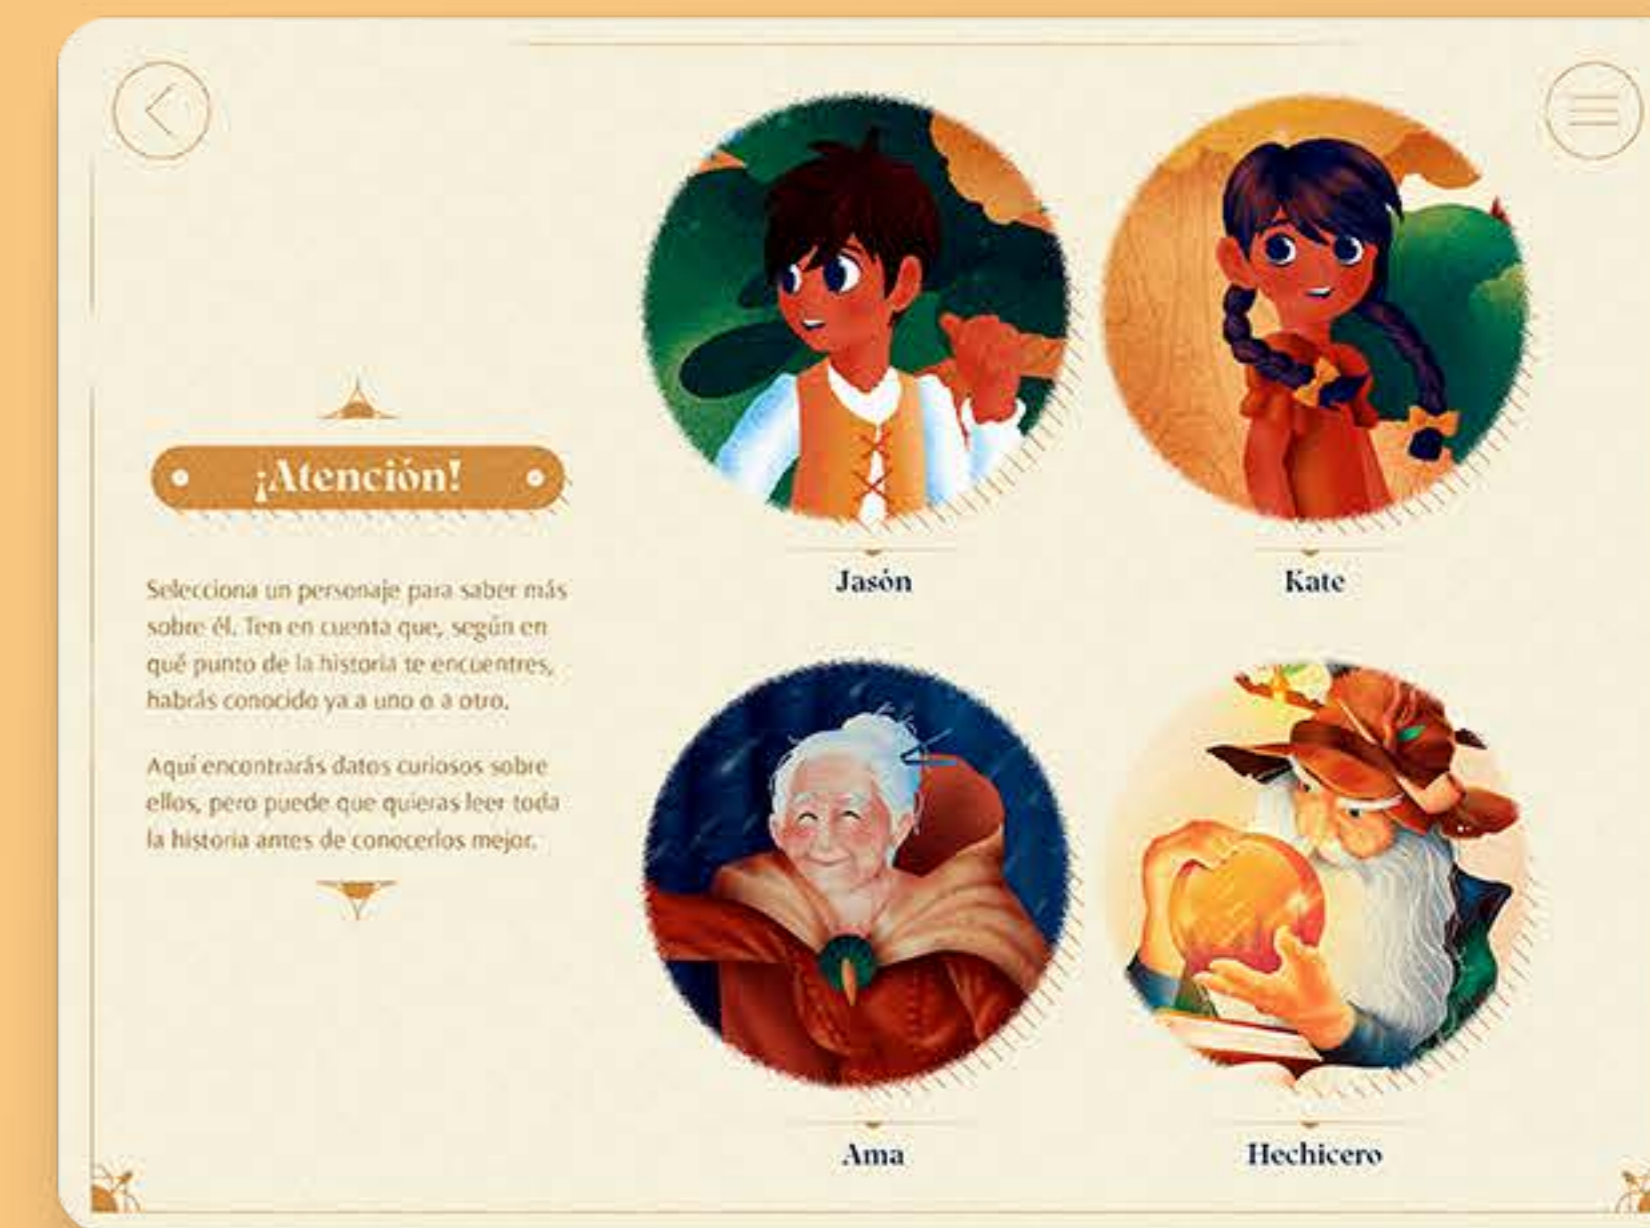 ¡Atención!
Selecciona un personaje para saber más
sobre él. Ten en cuenta que, según en
qué punto de la historia te encuentres,
habrás conocido ya a uno o a otro.
Aquí encontrarás datos curiosos sobre
ellos, pero puede que quieras leer toda
la historia antes de conocerlos mejor.
Jasón
Kate
Ama
Hechicero